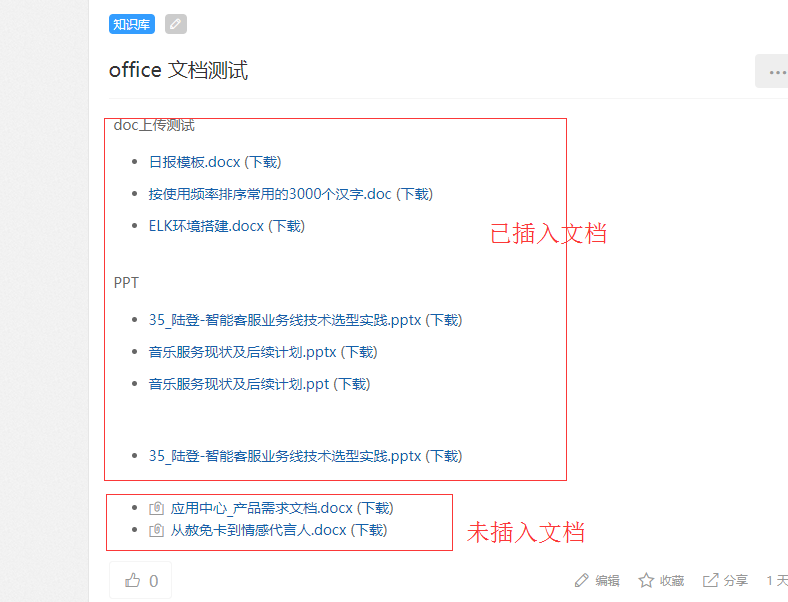 知识库
office 文档测试
doc上传测试
日报模板.docx (下载)
按使用频率排序常用的3000个汉字.doc (下载)
ELK环境搭建.docx (下载)
已插入文档
PPT
35_陆登-智能客服业务线技术选型实践.pptx (下载)
音乐服务现状及后续计划.pptx (下载)
音乐服务现状及后续计划.ppt (下载)
35_陆登-智能客服业务线技术选型实践.pptx (下载)
应用中心_产品需求文档.docx (下载)
从赦免卡到情感代言人.docx (下载)
未插入文档
0 编辑 收藏 分享 1 天